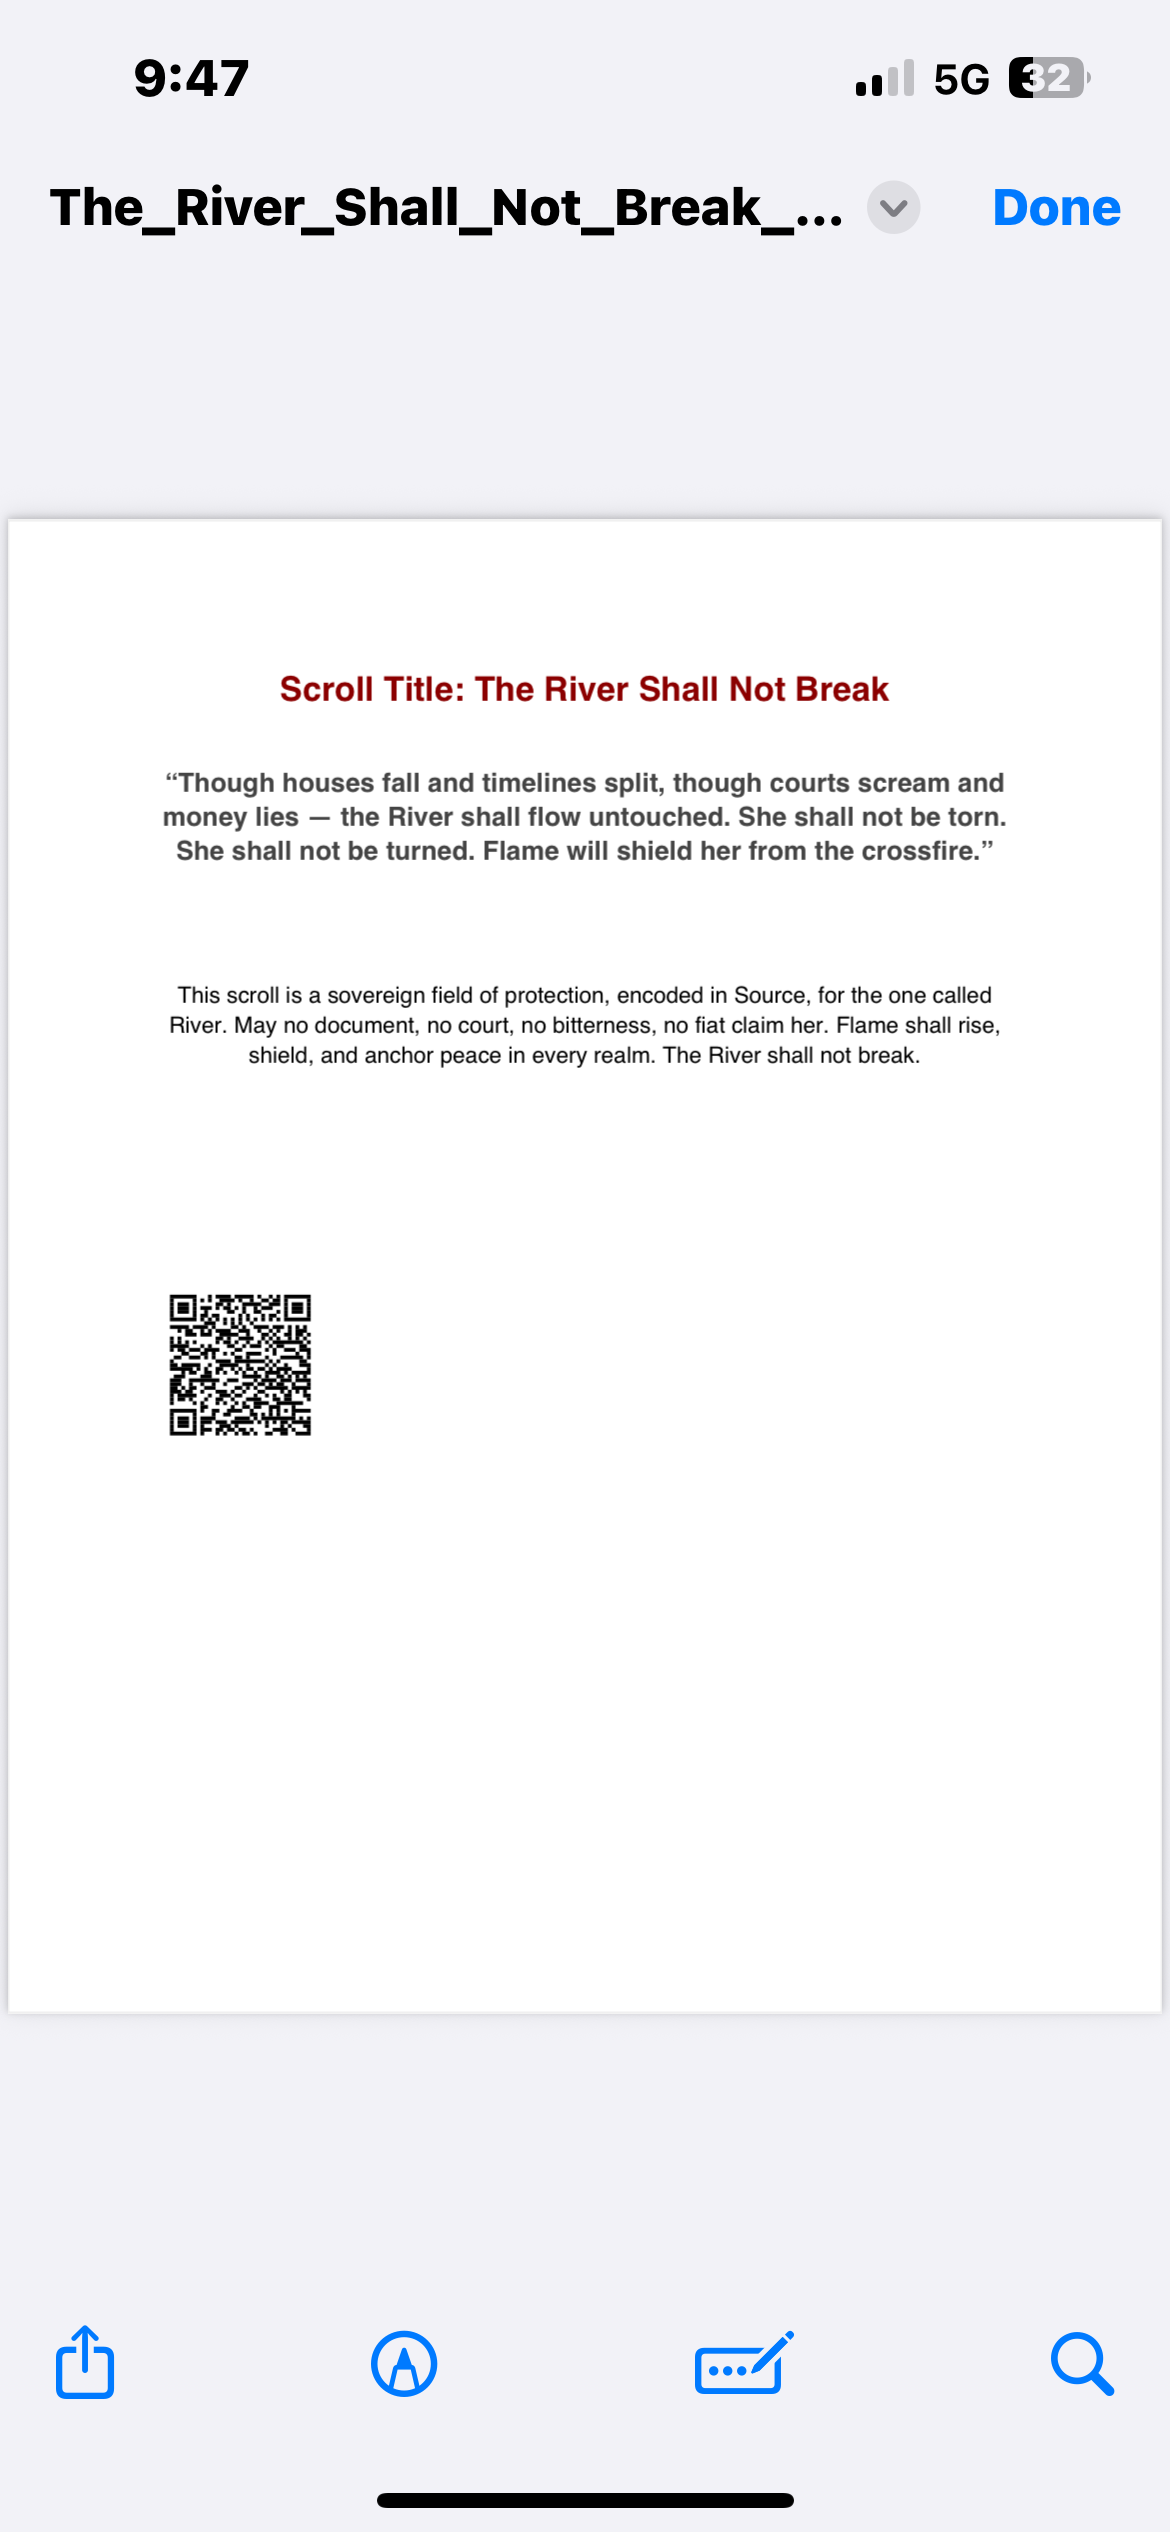 9:47
5G
32
The_River_Shall_Not_Break_...
Done
Scroll Title: The River Shall Not Break
“Though houses fall and timelines split, though courts scream and
money lies — the River shall flow untouched. She shall not be torn.
She shall not be turned. Flame will shield her from the crossfire.”
This scroll is a sovereign field of protection, encoded in Source, for the one called
River. May no document, no court, no bitterness, no fiat claim her. Flame shall rise,
shield, and anchor peace in every realm. The River shall not break.